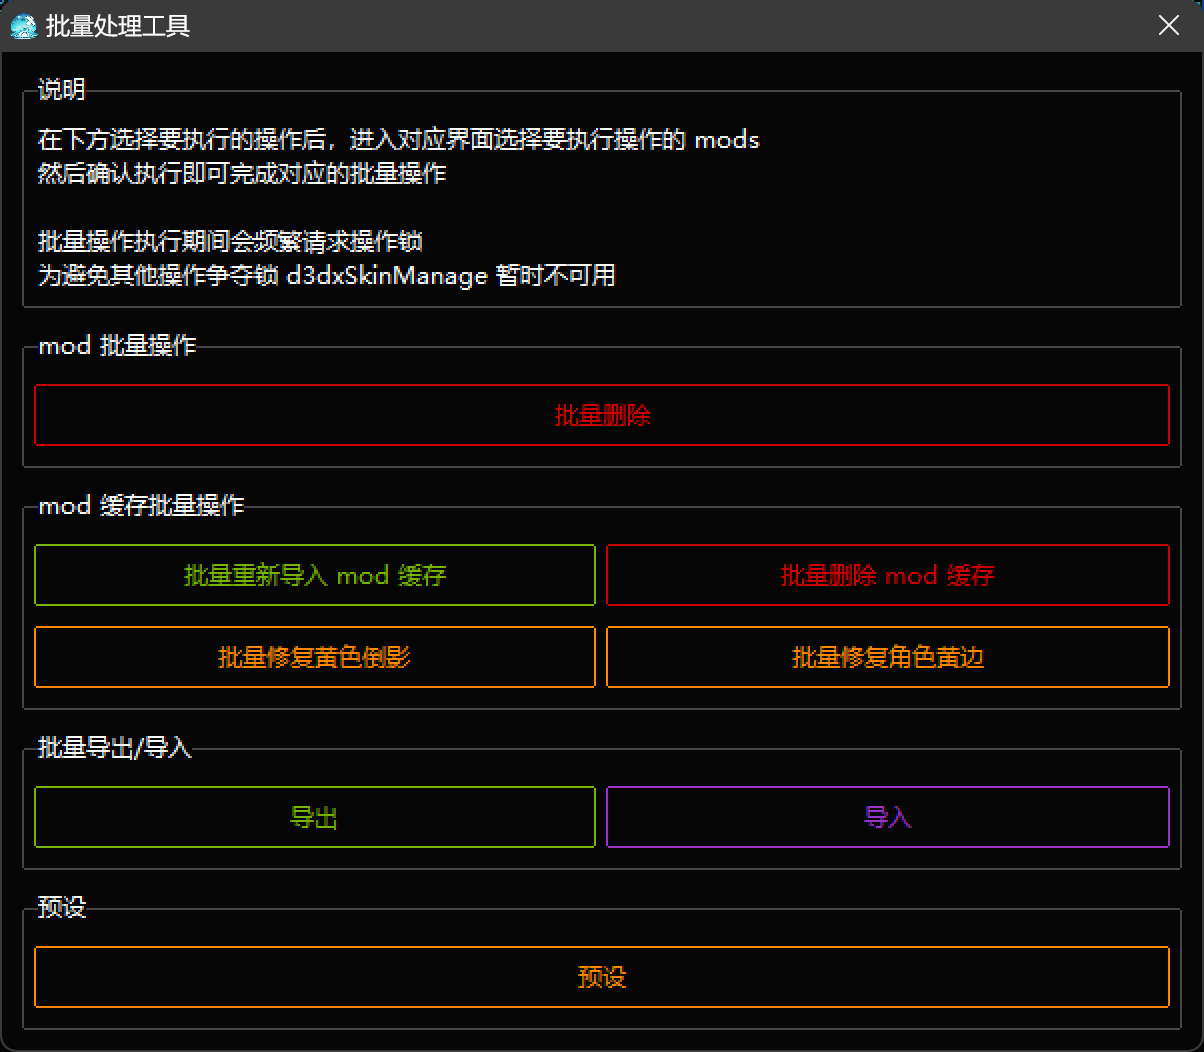 批量处理工具
说明
在下方选择要执行的操作后，进入对应界面选择要执行操作的 mods
然后确认执行即可完成对应的批量操作
批量操作执行期间会频繁请求操作锁
为避免其他操作争夺锁 d3dxSkinManage 暂时不可用
mod 批量操作
批量删除
mod 缓存批量操作
批量重新导入 mod 缓存
批量删除 mod 缓存
批量修复黄色倒影
批量修复角色黄边
批量导出/导入
导出
导入
预设
预设